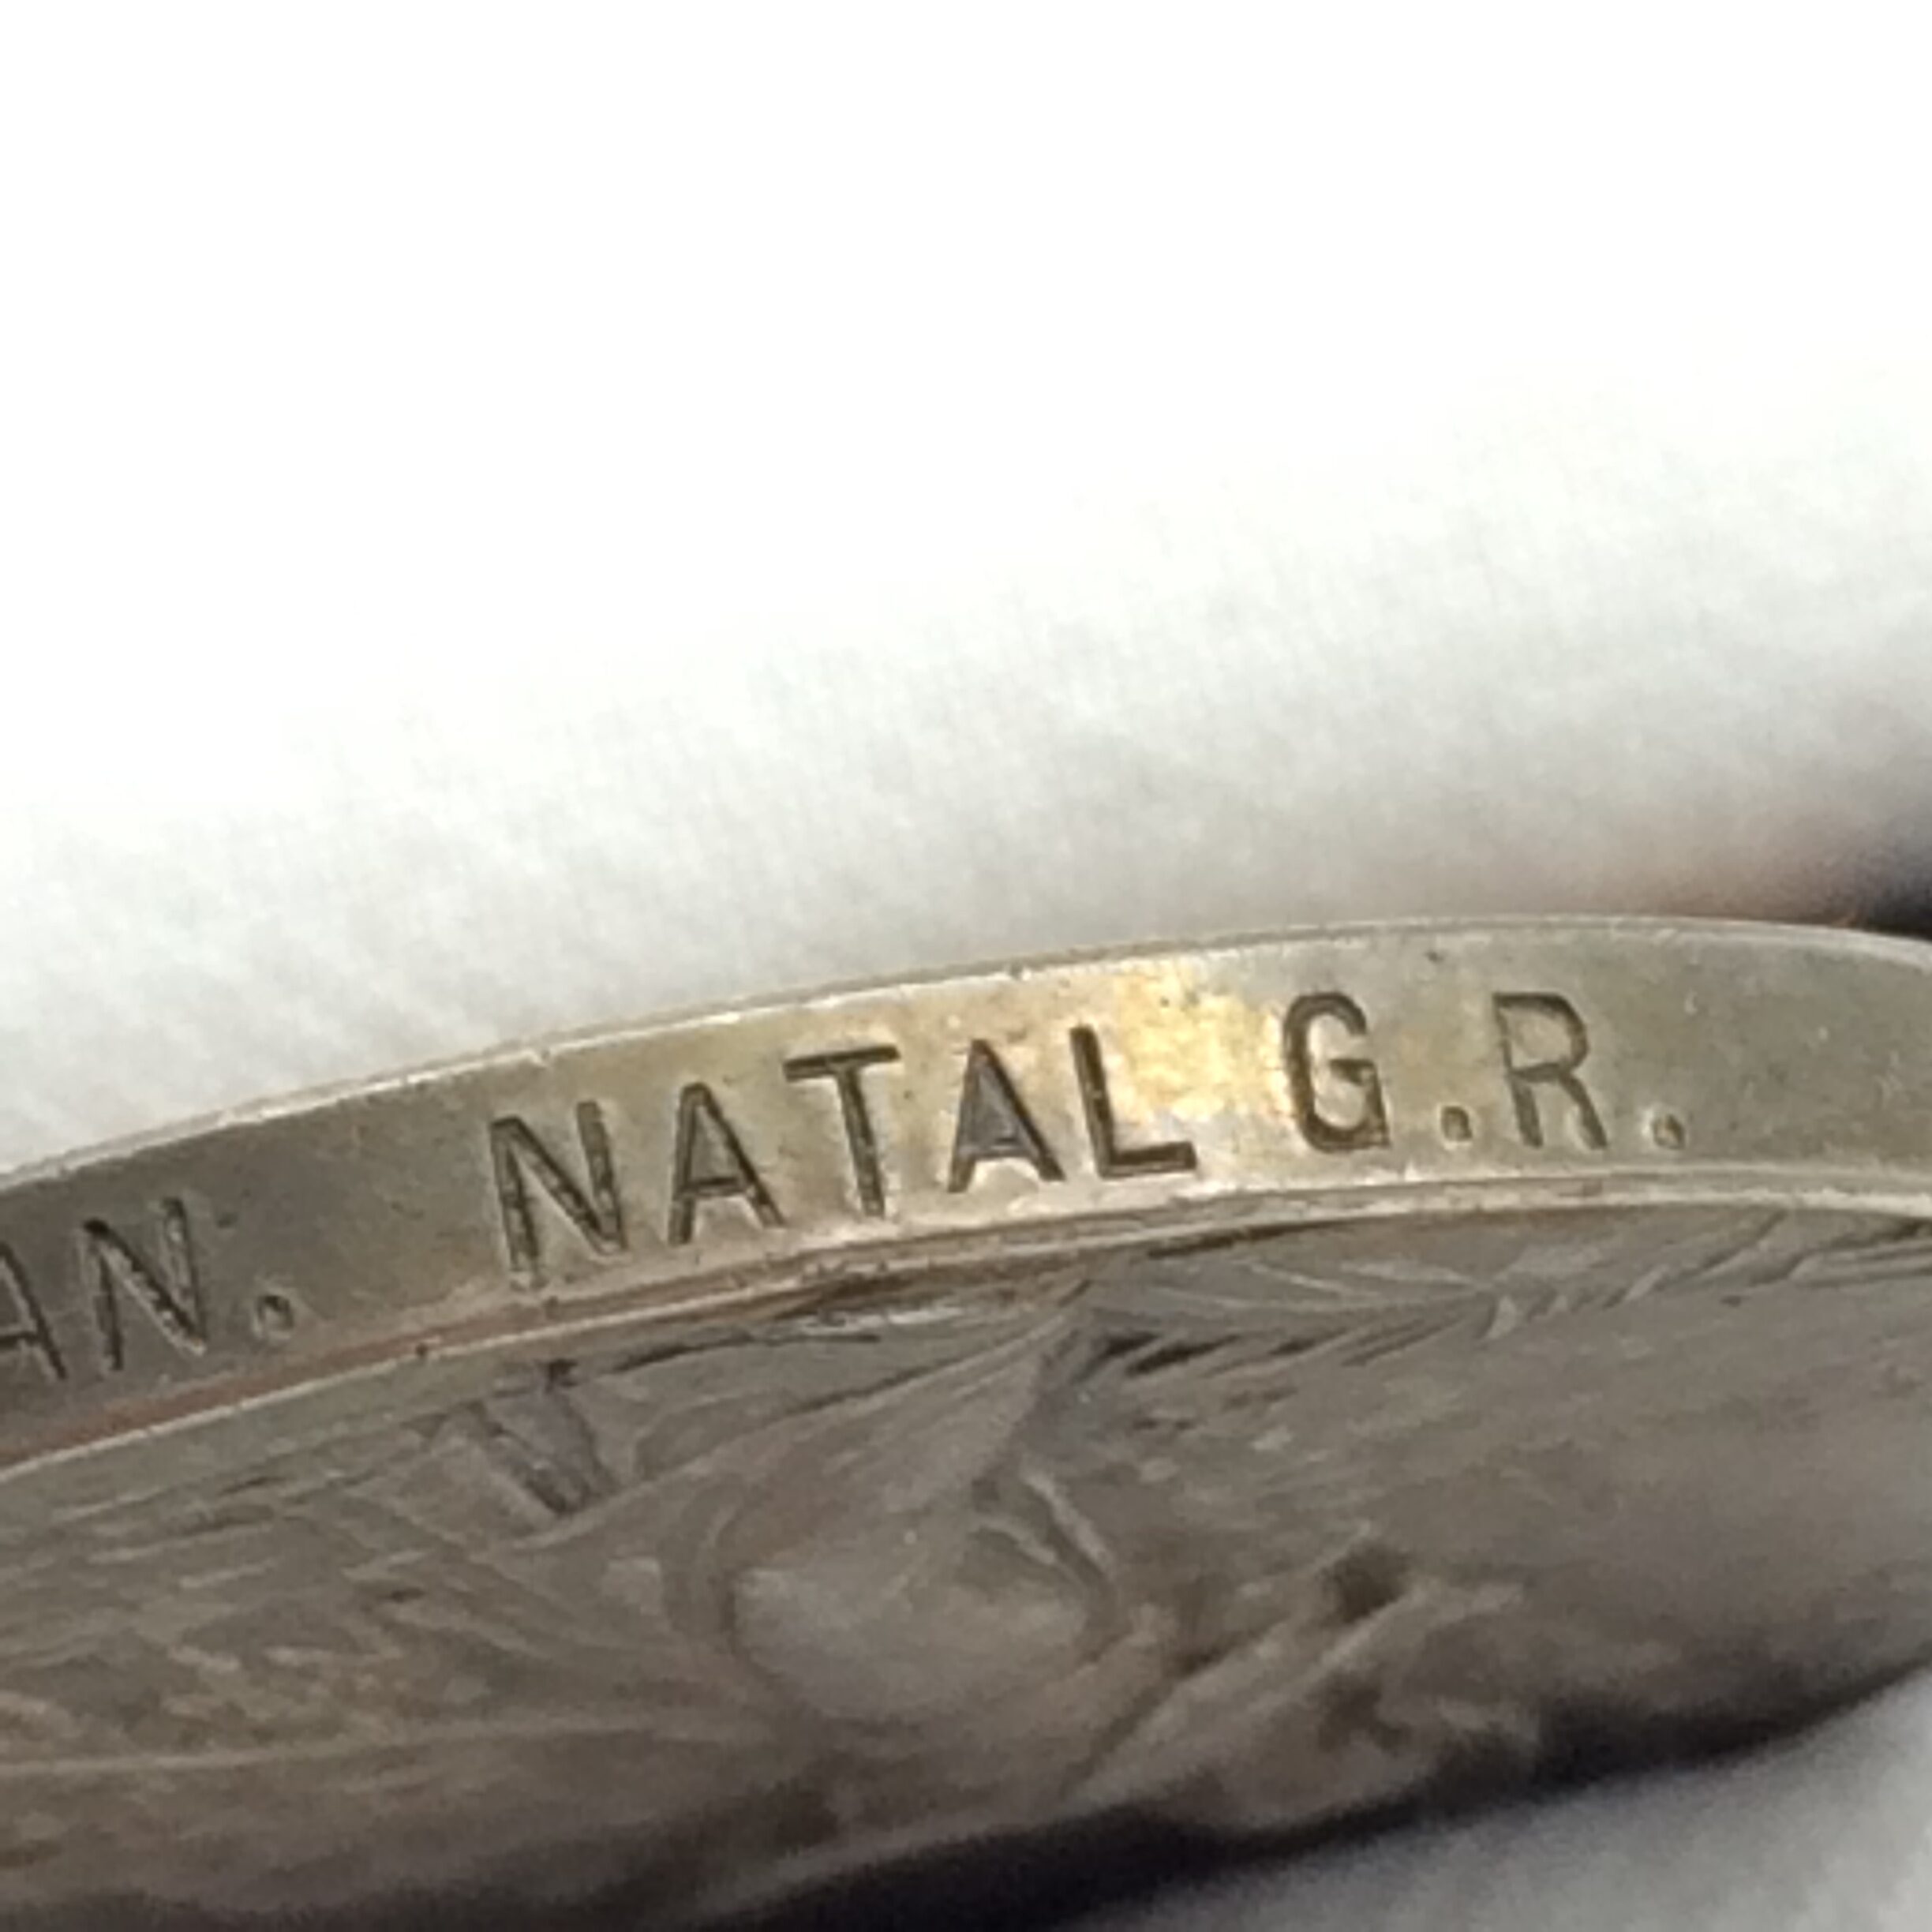 AN. NATAL G.R.